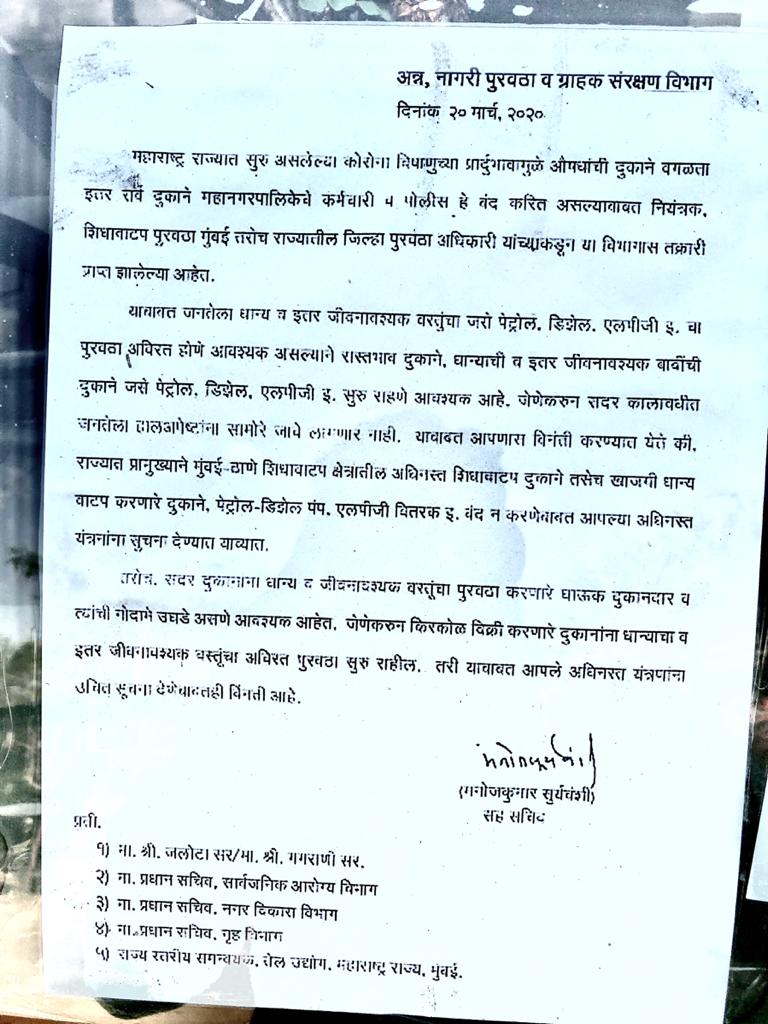 अन्न, नागरी पुरवठा व ग्राहक संरक्षण विभाग
दिनांक २० मार्च, २०२०
महाराष्ट्र राज्यात सुरु असलेल्या कोरोना विषाणुच्या प्रार्दुभावामुळे औषधांची दुकाने वगळता
इतर सर्व दुकाने महानगरपालिकेचे कर्मचारी व पोलीस हे बंद करित असल्याबाबत नियंत्रक,
शिधावाटप पुरवठा मुंबई तसेच राज्यातील जिल्हा पुरवठा अधिकारी यांच्याकडून या विभागास तक्रारी
प्राप्त झालेल्या आहेत.
याबाबत जनतेला धान्य व इतर जीवनावश्यक वस्तुंचा जसे पेट्रोल, डिझेल, एलपीजी इ. चा
पुरवठा अविरत होणे आवश्यक असल्याने रास्तभाव दुकाने, धान्याची व इतर जीवनावश्यक बाबींची
दुकाने जसे पेट्रोल, डिझेल, एलपीजी इ. सुरु राहणे आवश्यक आहे. जेणेकरुन सदर कालावधीत
जनतेला हालअपेष्टांना सामोरे जावे लागणार नाही. याबाबत आपणास विनंती करण्यात येते की,
राज्यात प्रामुख्याने मुंबई-ठाणे शिधावाटप क्षेत्रातील अधिनस्त शिधावाटप दुकाने तसेच खाजगी धान्य
वाटप करणारे दुकाने, पेट्रोल-डिझेल पंप, एलपीजी वितरक इ. बंद न करणेबाबत आपल्या अधिनस्त
यंत्रनांना सुचना देण्यात याव्यात.
तसेच, सदर दुकानांना धान्य व जीवनावश्यक वस्तुंचा पुरवठा करणारे घाऊक दुकानदार व
त्यांची गोदामे उघडे असणे आवश्यक आहेत. जेणेकरुन किरकोळ विक्री करणारे दुकानांना धान्याचा व
इतर जीवनावश्यक वस्तूंचा अविरत पुरवठा सुरु राहील. तरी याबाबत आपले अधिनस्त यंत्रणांना
उचित सूचना देणेबाबतही विंनती आहे.
(मनोजकुमार सुर्यवंशी)
सह सचिव
प्रती,
१) मा. श्री. जलोटा सर/मा. श्री. गगराणी सर.
२) मा. प्रधान सचिव, सार्वजनिक आरोग्य विभाग
३) मा. प्रधान सचिव, नगर विकास विभाग
४) मा. प्रधान सचिव, गृह विभाग
५) राज्य स्तरीय समन्वयक, तेल उद्योग, महाराष्ट्र राज्य, मुंबई.